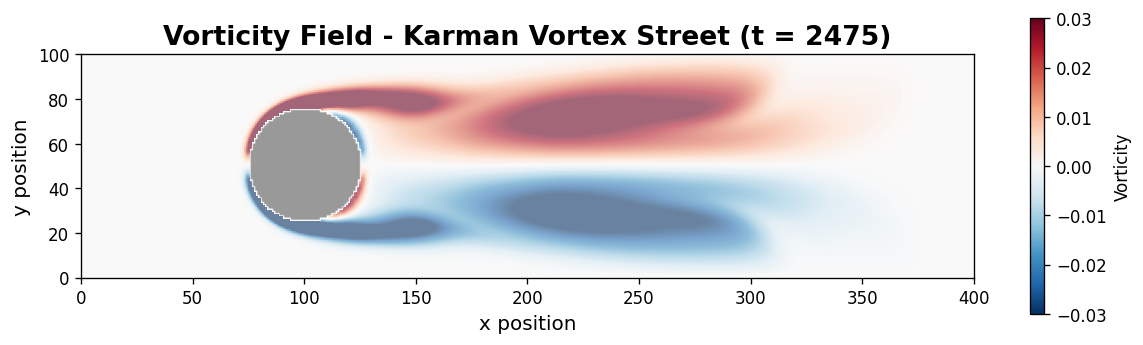 Vorticity Field - Karman Vortex Street (t = 2475)
100
80
60
40
20
0
y position
0 50 100 150 200 250 300 350 400
x position
0.03
0.02
0.01
0.00
−0.01
−0.02
−0.03
Vorticity